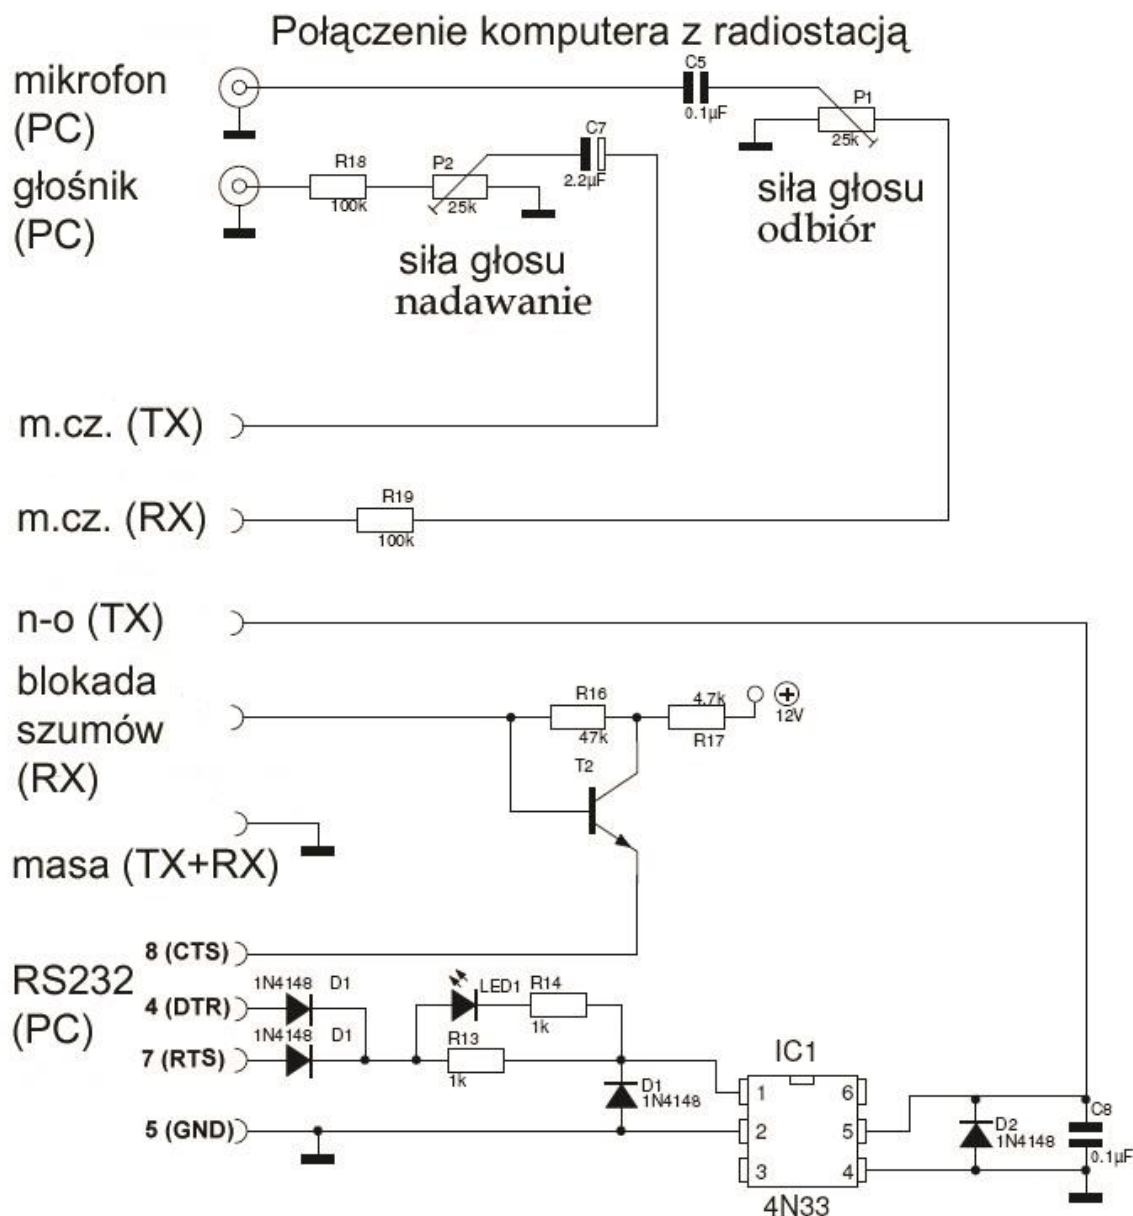 Połączenie komputera z radiostacją
mikrofon
(PC)
C5
0.1µF
P1
25k
siła głosu
odbiór
głośnik
(PC)
R18
100k
P2
25k
C7
2.2µF
siła głosu
nadawanie
m.cz. (TX)
m.cz. (RX)
R19
100k
n-o (TX)
blokada
szumów
(RX)
R16
47k
4.7k
R17
12V
T2
masa (TX+RX)
RS232
(PC)
8 (CTS)
4 (DTR)
7 (RTS)
5 (GND)
1N4148 D1
1N4148 D1
LED1
R14
1k
R13
1k
D1
1N4148
IC1
1 6
2 5
3 4
4N33
D2
1N4148
C8
0.1µF